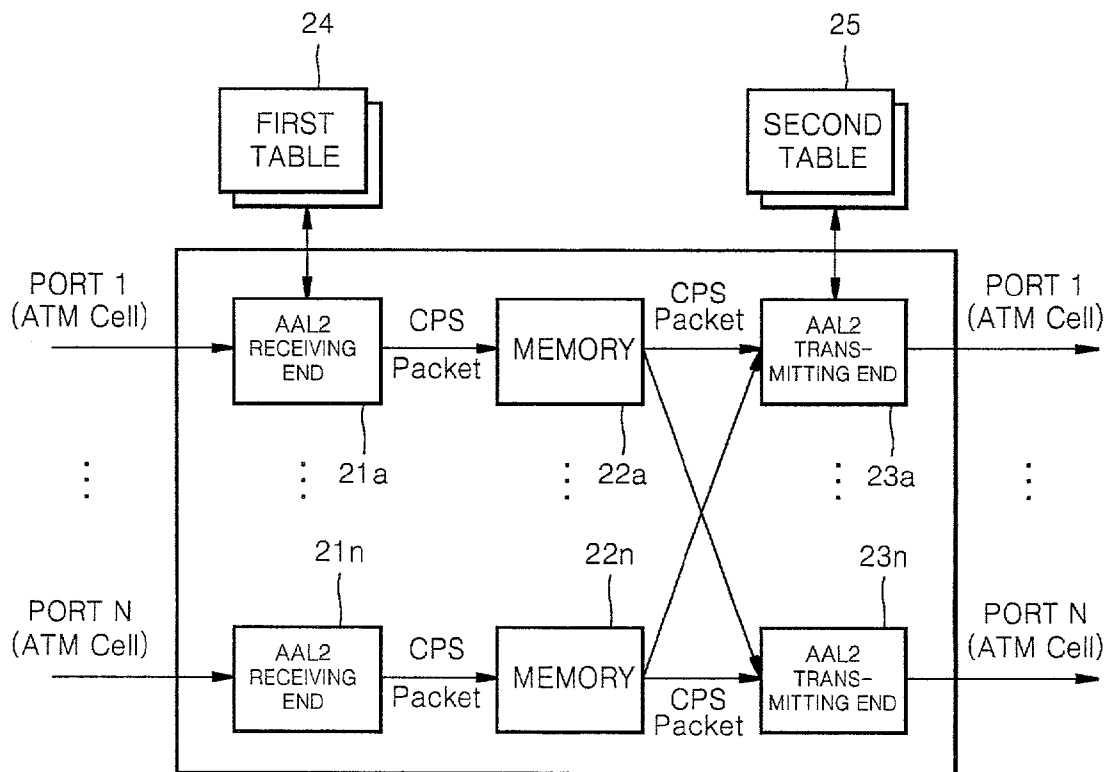 24
25
FIRST
TABLE
SECOND
TABLE
PORT 1
(ATM Cell)
AAL2
RECEIVING
END
CPS
Packet
MEMORY
CPS
Packet
AAL2
TRANS-
MITTING END
PORT 1
(ATM Cell)
21a
22a
23a
21n
22n
23n
PORT N
(ATM Cell)
AAL2
RECEIVING
END
CPS
Packet
MEMORY
CPS
Packet
AAL2
TRANS-
MITTING END
PORT N
(ATM Cell)